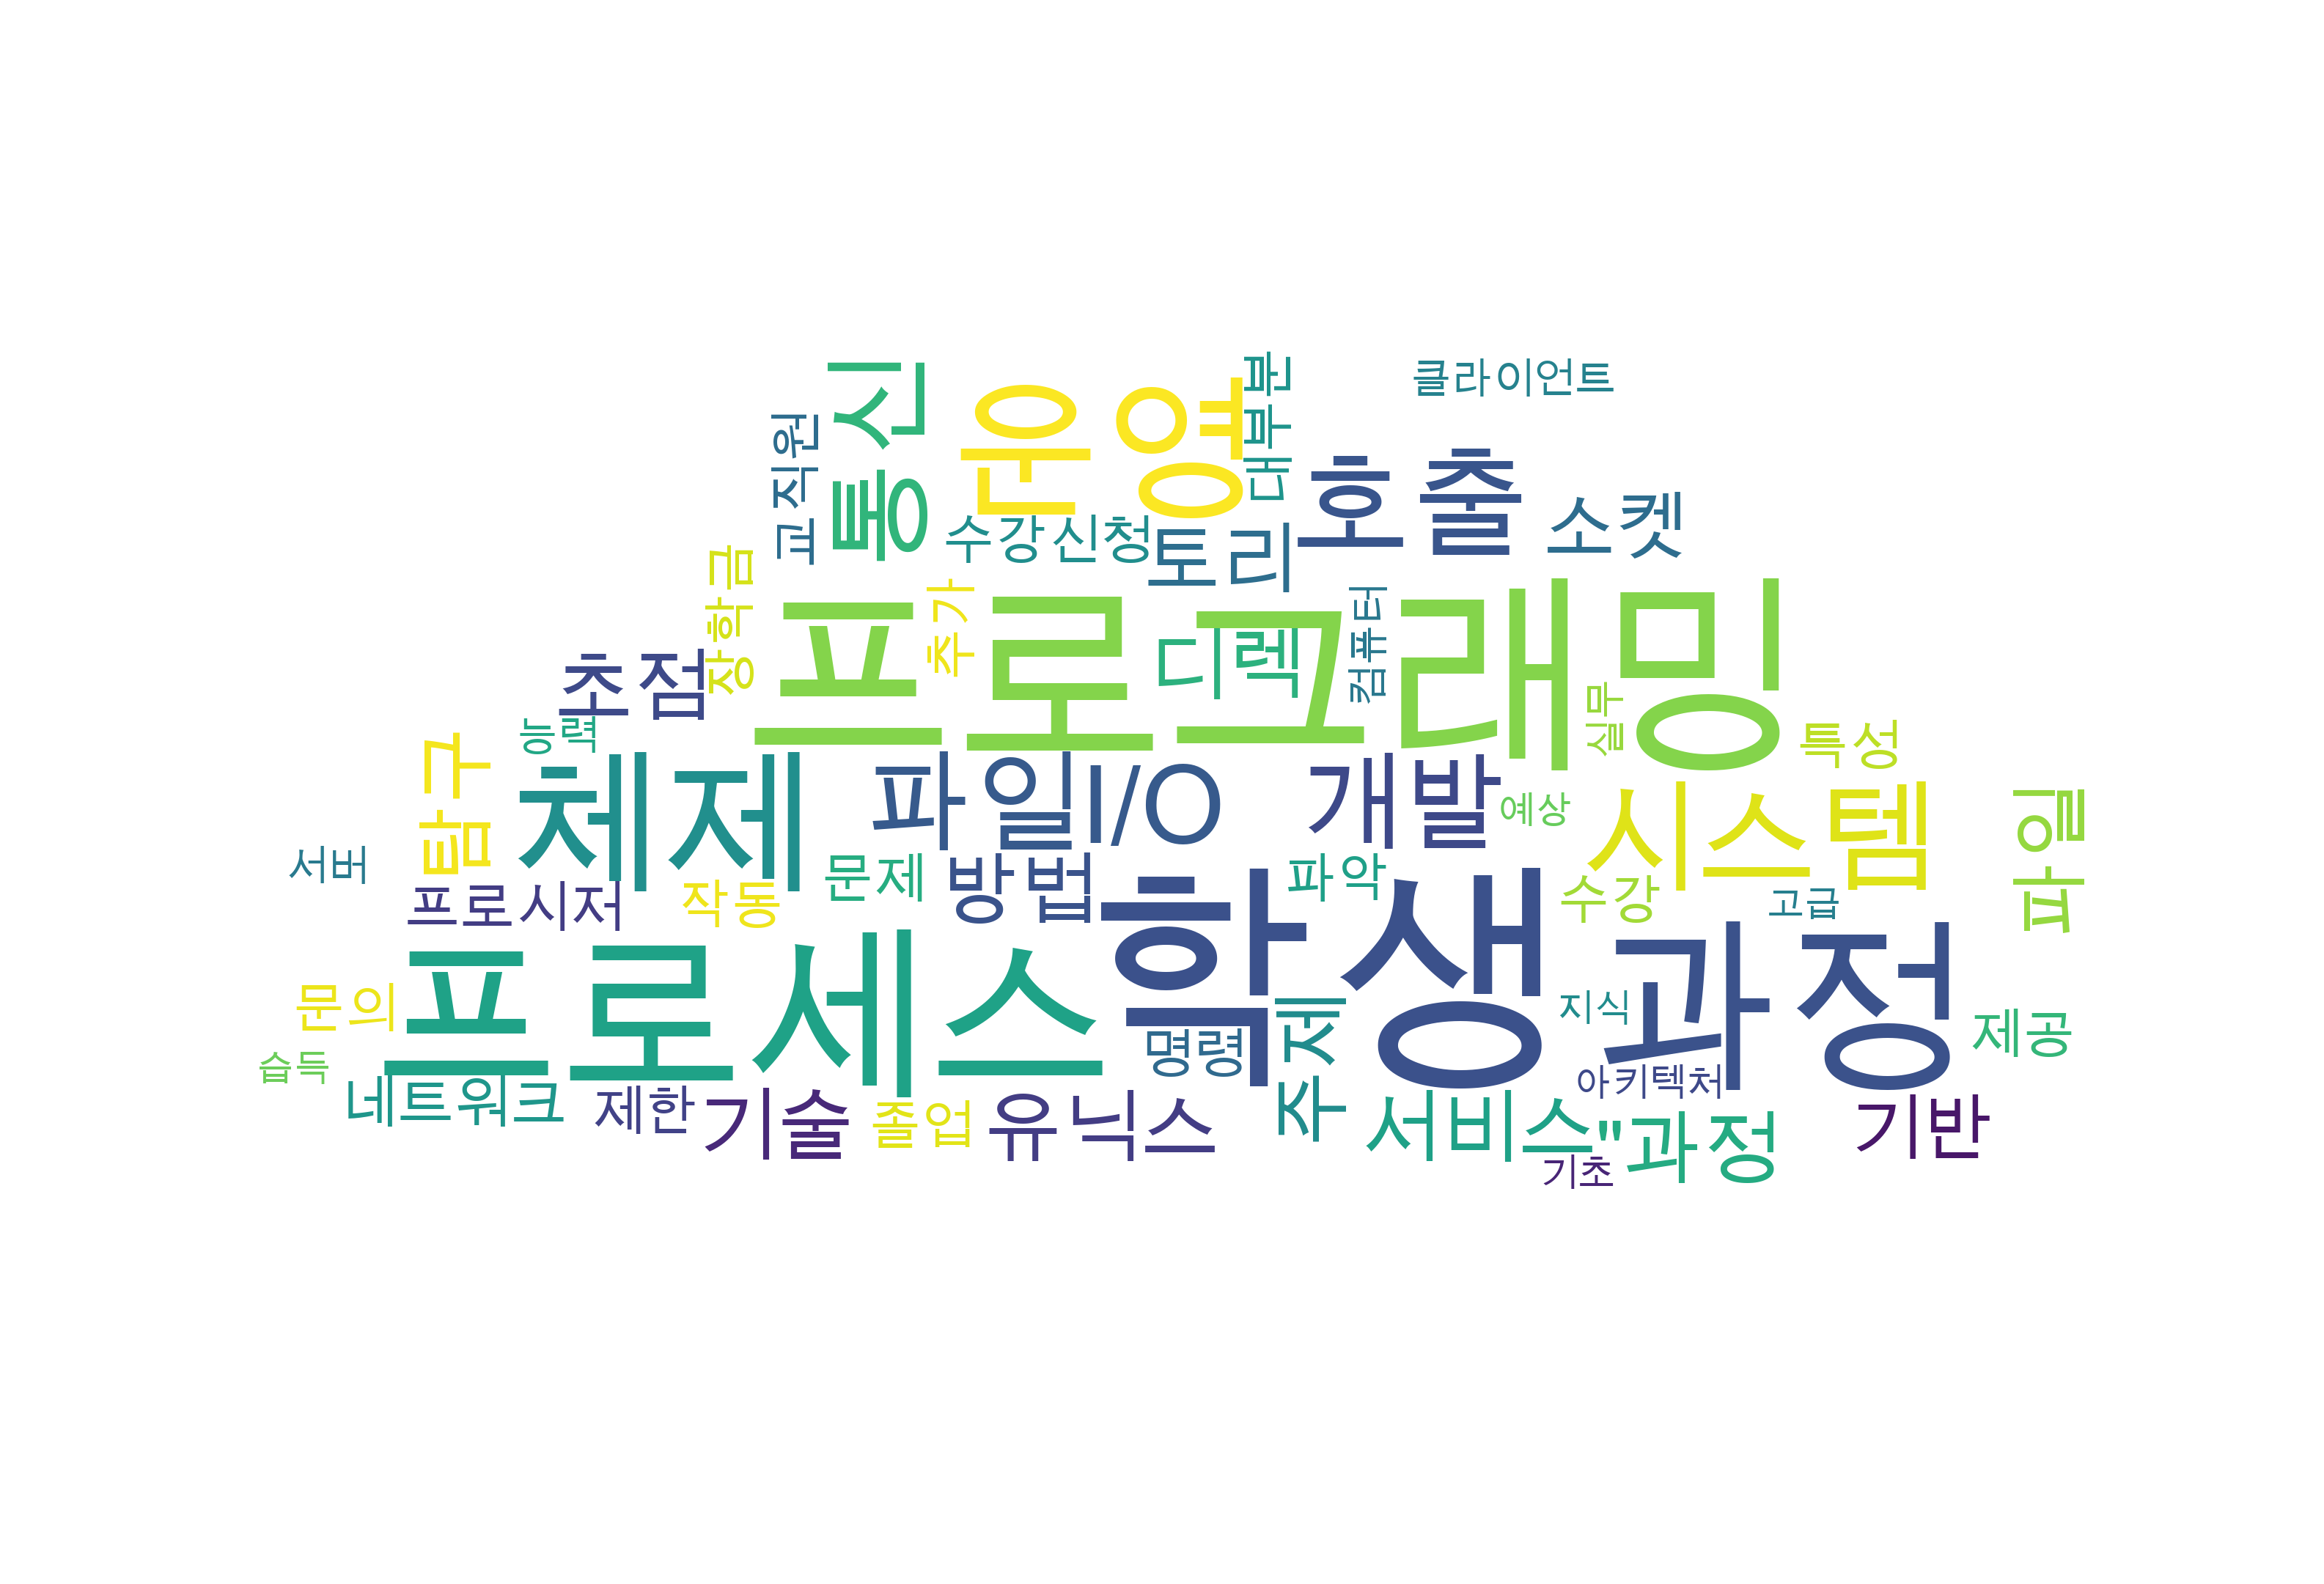 클라이언트
통신
운영
대부분
교직원
호출
소켓
수강신청
토리
장학금
추가
프로그래밍
디렉
컴퓨터
초점
실무
능력
특성
탐구
체제
파일I/O
개발
예상
시스템
파일
서버
프로시저
작동
문제
방법
파악
수강
고급
학생
과정
프로세스
문의
지식
제공
습득
명령
주저
아키텍처
네트워크
제한
기술
졸업
유닉스
서비스
"과정
기반
기초